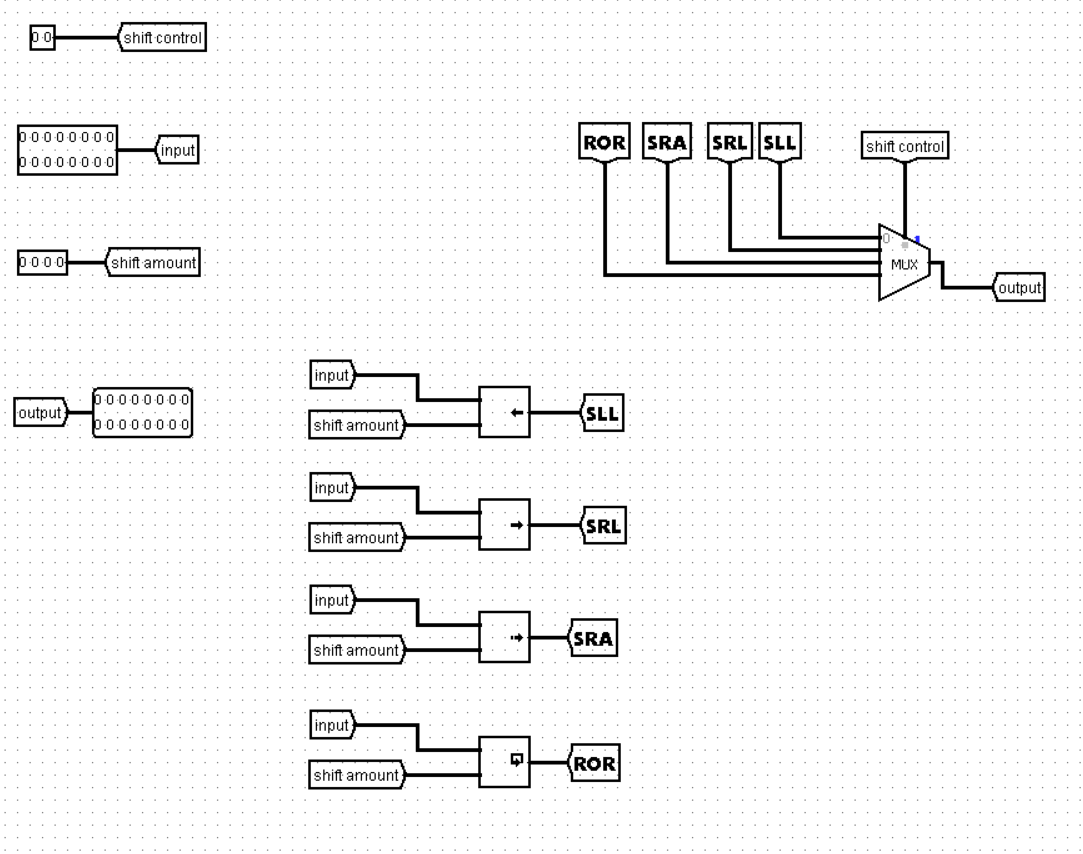 0 0
shift control
0 0 0 0 0 0 0 0
0 0 0 0 0 0 0 0
input
ROR
SRA
SRL
SLL
shift control
0
1
MUX
output
0 0 0 0
shift amount
output
0 0 0 0 0 0 0 0
0 0 0 0 0 0 0 0
input
shift amount
SLL
input
shift amount
SRL
input
shift amount
SRA
input
shift amount
ROR